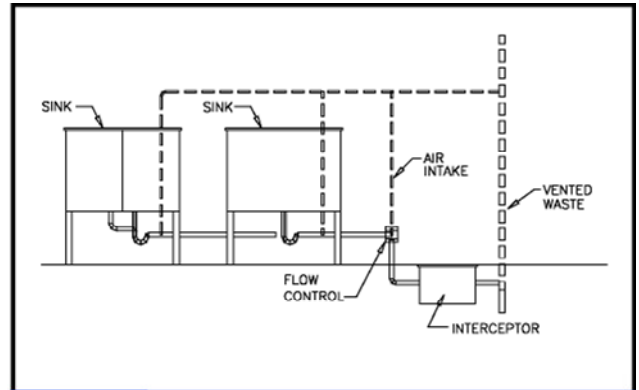 SINK
SINK
AIR
INTAKE
VENTED
WASTE
FLOW
CONTROL
INTERCEPTOR